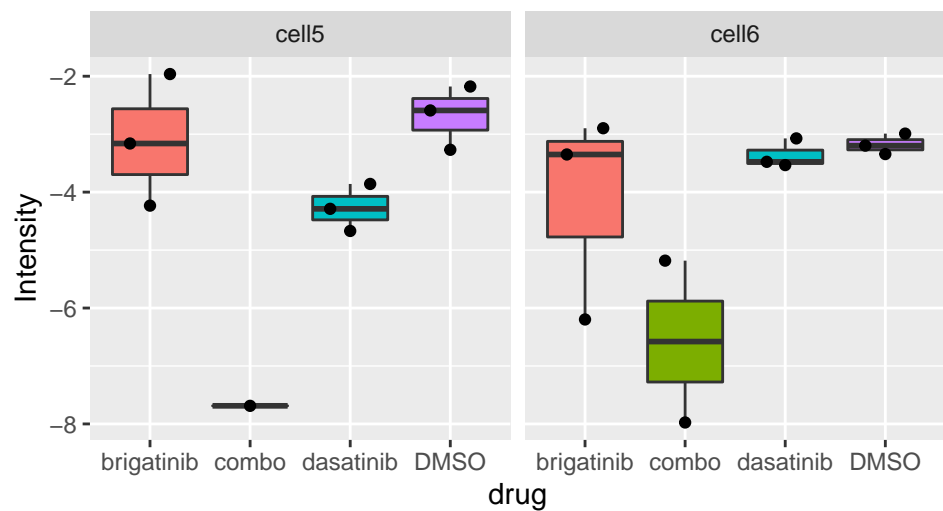 cell5 cell6
Intensity
−2
−4
−6
−8
brigatinib combo dasatinib DMSO brigatinib combo dasatinib DMSO
drug